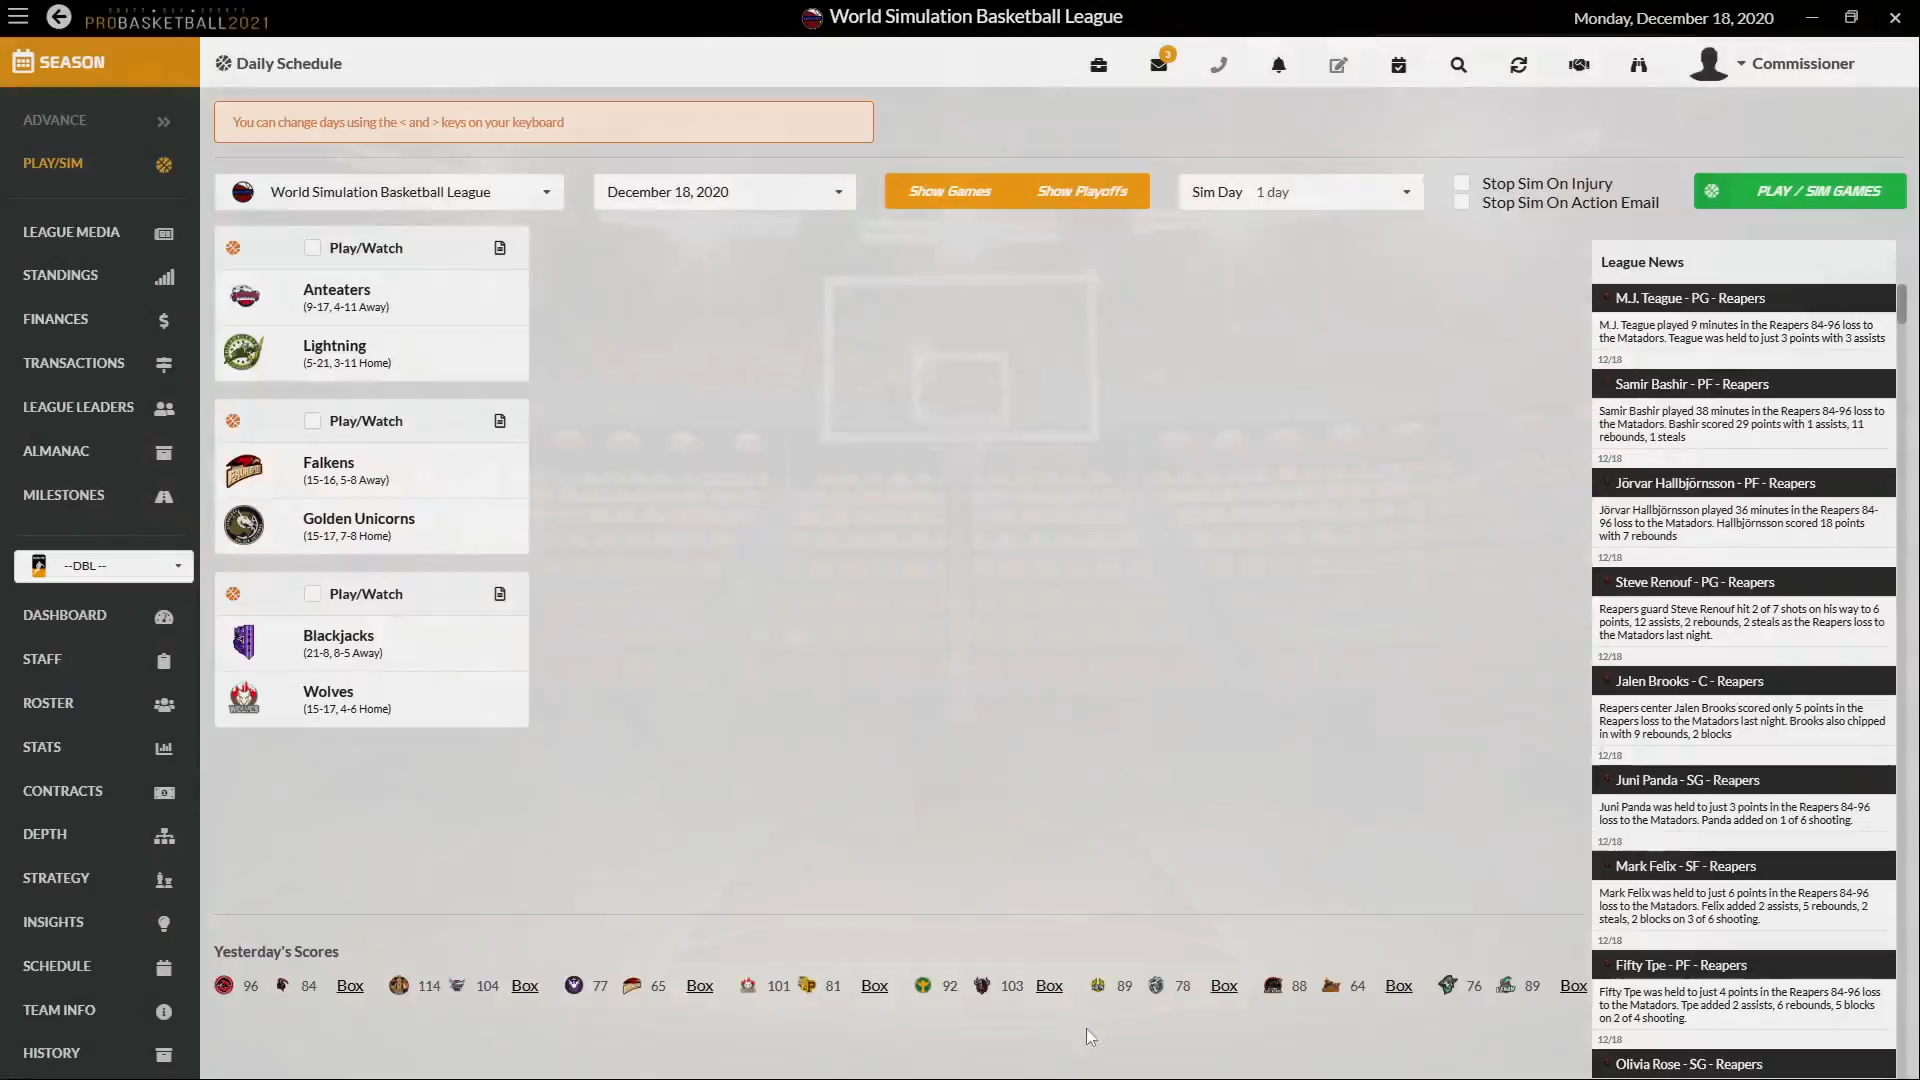 DRAFT DAY SPORTS
PROBASKETBALL2021
World Simulation Basketball League
Monday, December 18, 2020
SEASON
Daily Schedule
3
Commissioner
ADVANCE
PLAY/SIM
LEAGUE MEDIA
STANDINGS
FINANCES
TRANSACTIONS
LEAGUE LEADERS
ALMANAC
MILESTONES
--DBL--
DASHBOARD
STAFF
ROSTER
STATS
CONTRACTS
DEPTH
STRATEGY
INSIGHTS
SCHEDULE
TEAM INFO
HISTORY
You can change days using the < and > keys on your keyboard
World Simulation Basketball League
December 18, 2020
Show Games Show Playoffs
Sim Day 1 day
Stop Sim On Injury
Stop Sim On Action Email
PLAY / SIM GAMES
Play/Watch
Anteaters
(9-17, 4-11 Away)
Lightning
(5-21, 3-11 Home)
Play/Watch
Falkens
(15-16, 5-8 Away)
Golden Unicorns
(15-17, 7-8 Home)
Play/Watch
Blackjacks
(21-8, 8-5 Away)
Wolves
(15-17, 4-6 Home)
WOLVES
Yesterday's Scores
96 84 Box 114 104 Box 77 65 Box 101 81 Box 92 103 Box 89 78 Box 88 64 Box 76 89 Box
League News
M.J. Teague - PG - Reapers
M.J. Teague played 9 minutes in the Reapers 84-96 loss to
the Matadors. Teague was held to just 3 points with 3 assists
12/18
Samir Bashir - PF - Reapers
Samir Bashir played 38 minutes in the Reapers 84-96 loss to
the Matadors. Bashir scored 29 points with 1 assists, 11
rebounds, 1 steals
12/18
Jörvar Hallbjörnsson - PF - Reapers
Jörvar Hallbjörnsson played 36 minutes in the Reapers 84-
96 loss to the Matadors. Hallbjörnsson scored 18 points
with 7 rebounds
12/18
Steve Renouf - PG - Reapers
Reapers guard Steve Renouf hit 2 of 7 shots on his way to 6
points, 12 assists, 2 rebounds, 2 steals as the Reapers loss to
the Matadors last night.
12/18
Jalen Brooks - C - Reapers
Reapers center Jalen Brooks scored only 5 points in the
Reapers loss to the Matadors last night. Brooks also chipped
in with 9 rebounds, 2 blocks
12/18
Juni Panda - SG - Reapers
Juni Panda was held to just 3 points in the Reapers 84-96
loss to the Matadors. Panda added on 1 of 6 shooting.
12/18
Mark Felix - SF - Reapers
Mark Felix was held to just 6 points in the Reapers 84-96
loss to the Matadors. Felix added 2 assists, 5 rebounds, 2
steals, 2 blocks on 3 of 6 shooting.
12/18
Fifty Tpe - PF - Reapers
Fifty Tpe was held to just 4 points in the Reapers 84-96 loss
to the Matadors. Tpe added 2 assists, 6 rebounds, 5 blocks
on 2 of 4 shooting.
12/18
Olivia Rose - SG - Reapers